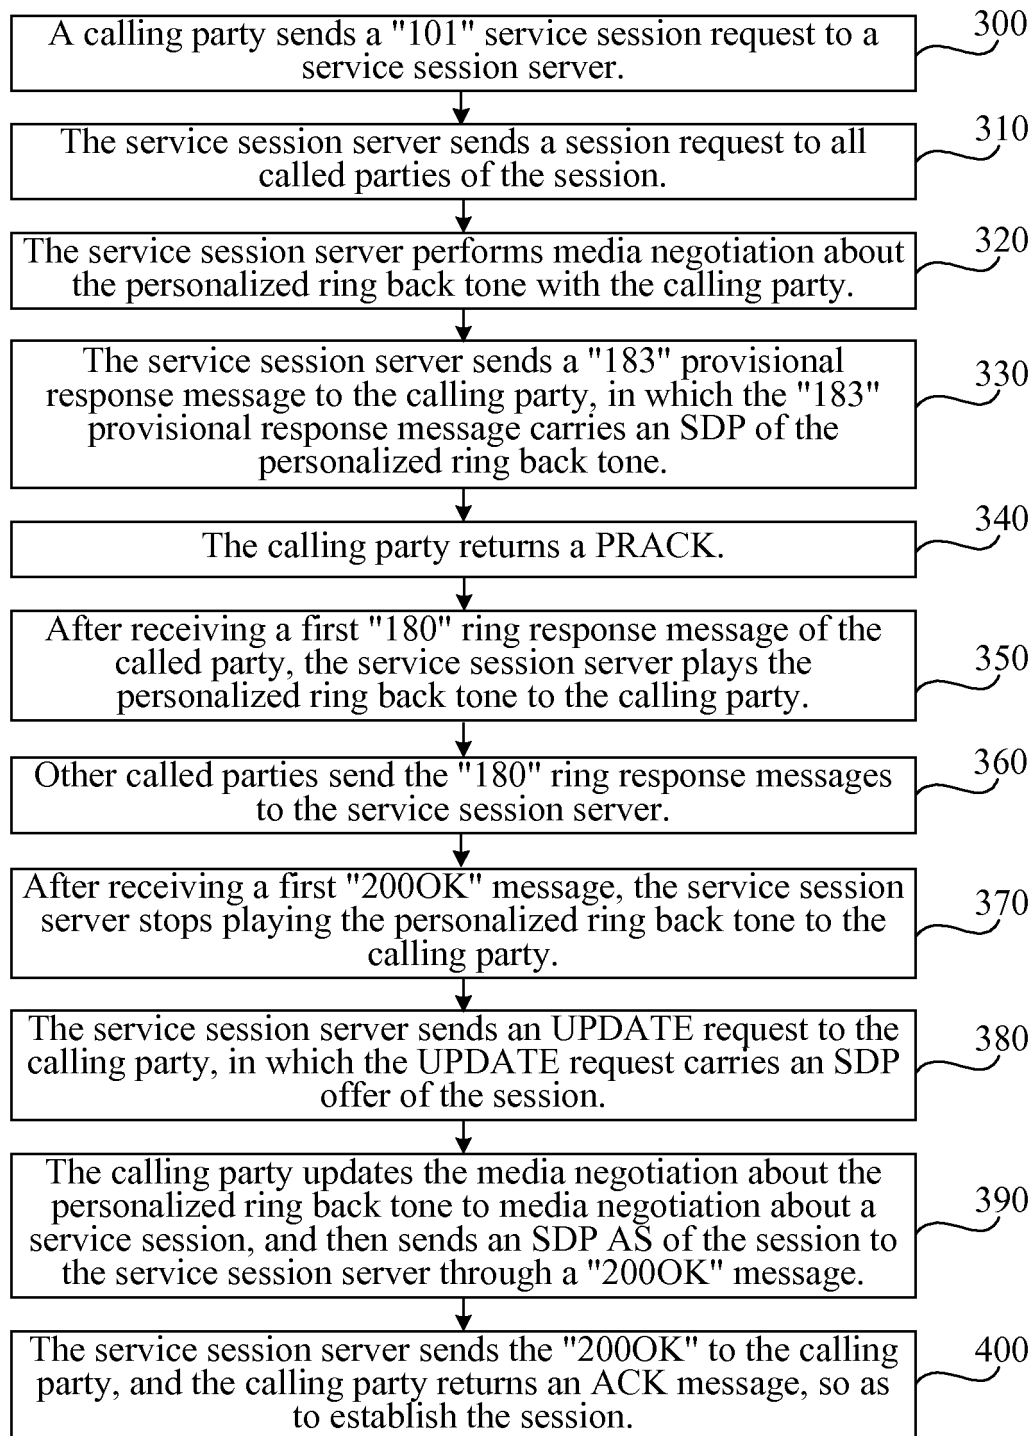 A calling party sends a "101" service session request to a
service session server.
300
The service session server sends a session request to all
called parties of the session.
310
The service session server performs media negotiation about
the personalized ring back tone with the calling party.
320
The service session server sends a "183" provisional
response message to the calling party, in which the "183"
provisional response message carries an SDP of the
personalized ring back tone.
330
The calling party returns a PRACK.
340
After receiving a first "180" ring response message of the
called party, the service session server plays the
personalized ring back tone to the calling party.
350
Other called parties send the "180" ring response messages
to the service session server.
360
After receiving a first "200OK" message, the service session
server stops playing the personalized ring back tone to the
calling party.
370
The service session server sends an UPDATE request to the
calling party, in which the UPDATE request carries an SDP
offer of the session.
380
The calling party updates the media negotiation about the
personalized ring back tone to media negotiation about a
service session, and then sends an SDP AS of the session to
the service session server through a "200OK" message.
390
The service session server sends the "200OK" to the calling
party, and the calling party returns an ACK message, so as
to establish the session.
400